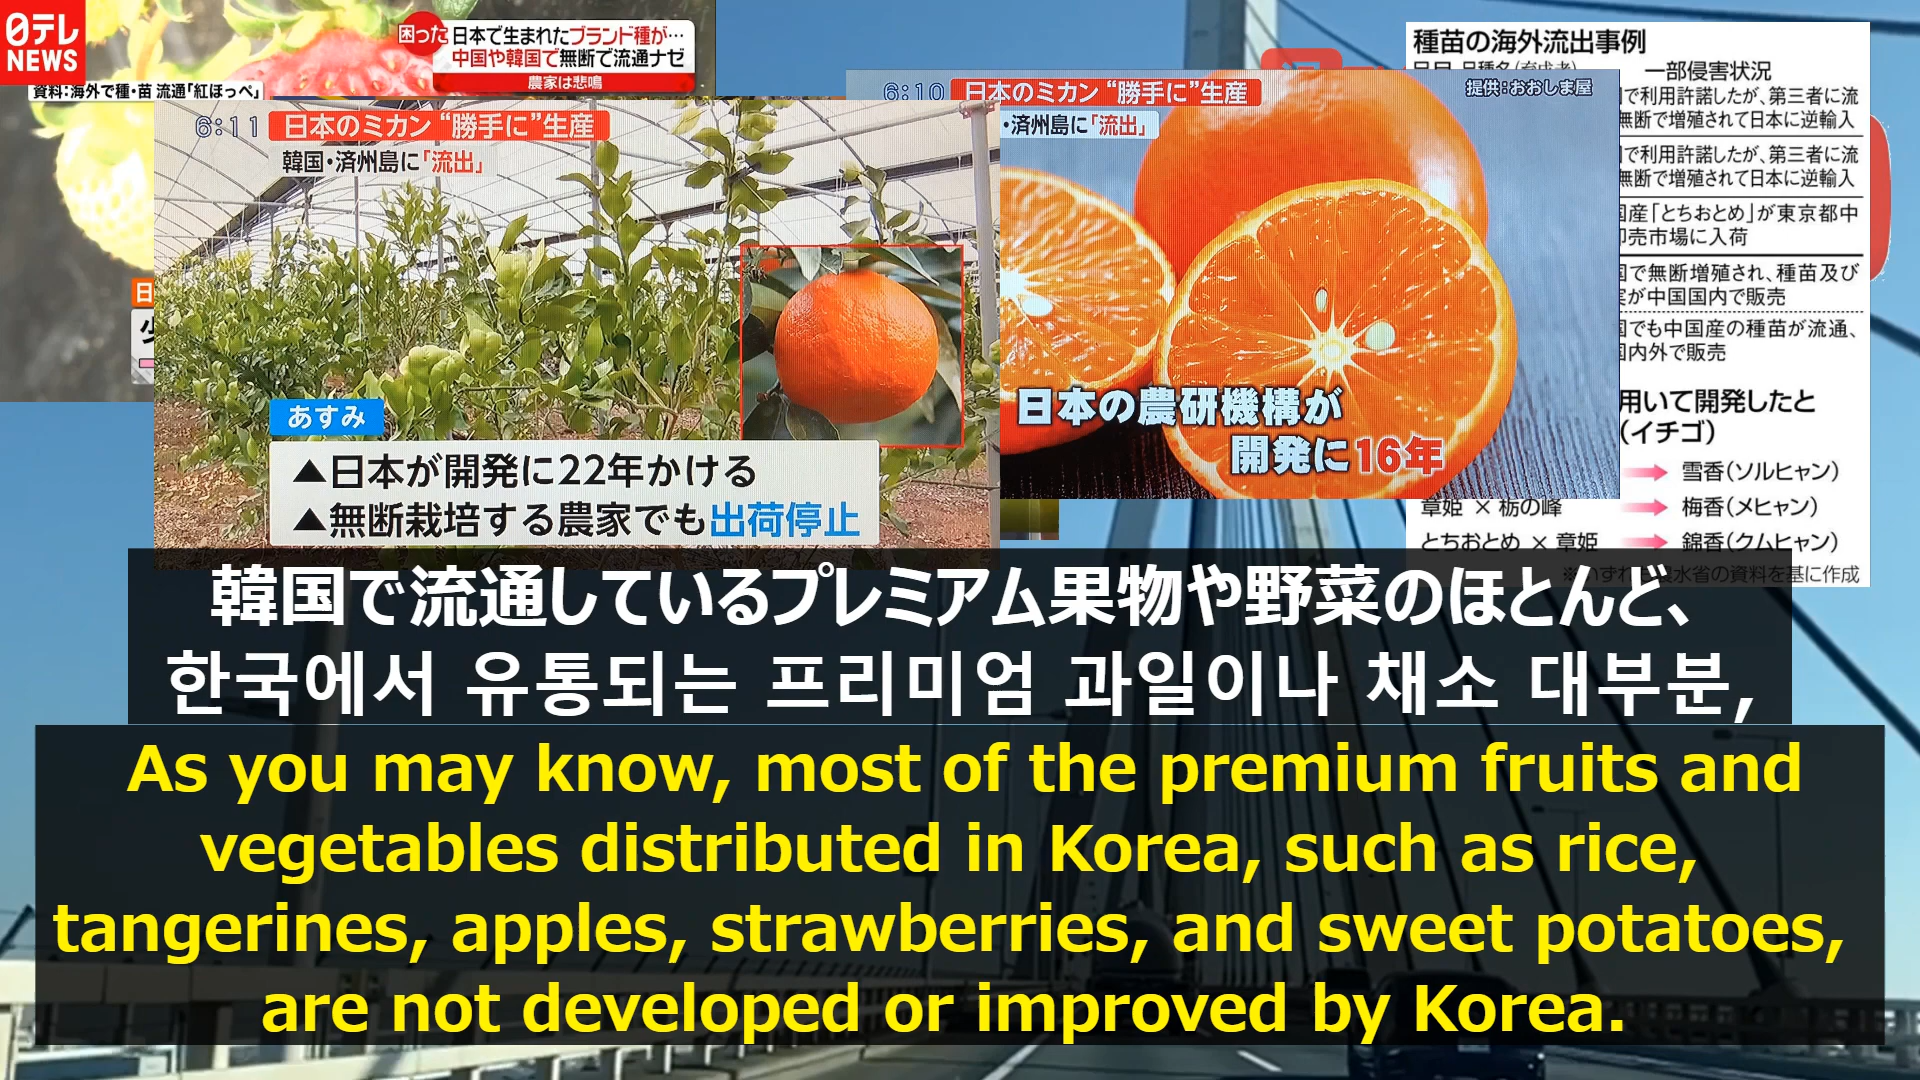 日テレ
NEWS
困った
日本で生まれたブランド種が…
中国や韓国で無断で流通ナゼ
農家は悲鳴
資料:海外で種・苗 流通「紅ほっぺ」
6:11
日本のミカン “勝手に”生産
韓国・済州島に「流出」
あすみ
▲日本が開発に22年かける
▲無断栽培する農家でも出荷停止
6:10
日本のミカン “勝手に”生産
・済州島に「流出」
提供:おおしま屋
日本の農研機構が
開発に16年
種苗の海外流出事例
一部侵害状況
で利用許諾したが、第三者に流
無断で増殖されて日本に逆輸入
で利用許諾したが、第三者に流
無断で増殖されて日本に逆輸入
産「とちおとめ」が東京都中
売市場に入荷
で無断増殖され、種苗及び
が中国国内で販売
でも中国産の種苗が流通、
国内外で販売
用いて開発したと
(イチゴ)
雪香(ソルヒャン)
章姫 × 栃の峰
梅香(メヒャン)
とちおとめ × 章姫
錦香(クムヒャン)
水省の資料を基に作成
韓国で流通しているプレミアム果物や野菜のほとんど、
한국에서 유통되는 프리미엄 과일이나 채소 대부분,
As you may know, most of the premium fruits and
vegetables distributed in Korea, such as rice,
tangerines, apples, strawberries, and sweet potatoes,
are not developed or improved by Korea.